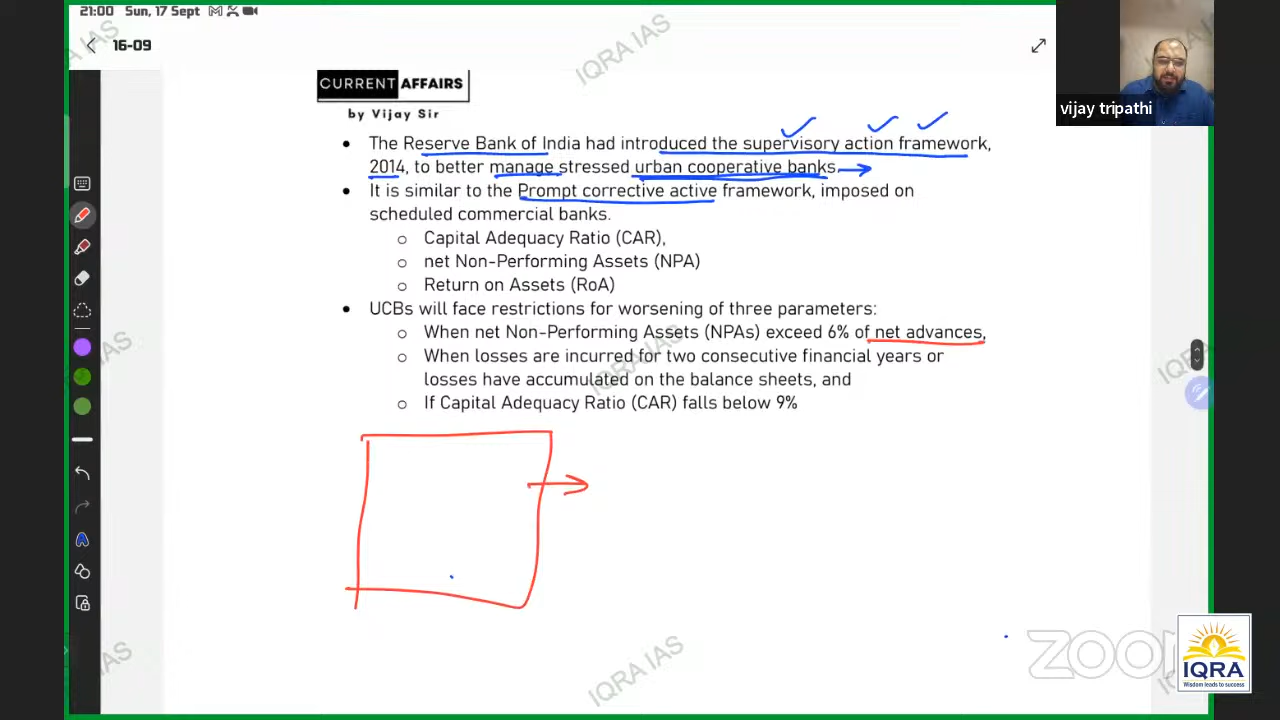 21:00 Sun, 17 Sept
16-09
IQRA IAS
CURRENT AFFAIRS
by Vijay Sir
vijay tripathi
• The Reserve Bank of India had introduced the supervisory action framework,
2014, to better manage stressed urban cooperative banks.
• It is similar to the Prompt corrective active framework, imposed on
scheduled commercial banks.
○ Capital Adequacy Ratio (CAR),
○ net Non-Performing Assets (NPA)
○ Return on Assets (RoA)
• UCBs will face restrictions for worsening of three parameters:
○ When net Non-Performing Assets (NPAs) exceed 6% of net advances,
○ When losses are incurred for two consecutive financial years or
losses have accumulated on the balance sheets, and
○ If Capital Adequacy Ratio (CAR) falls below 9%
IQRA IAS
IQRA IAS
IQRA IAS
zoom
IQRA
Wisdom leads to success